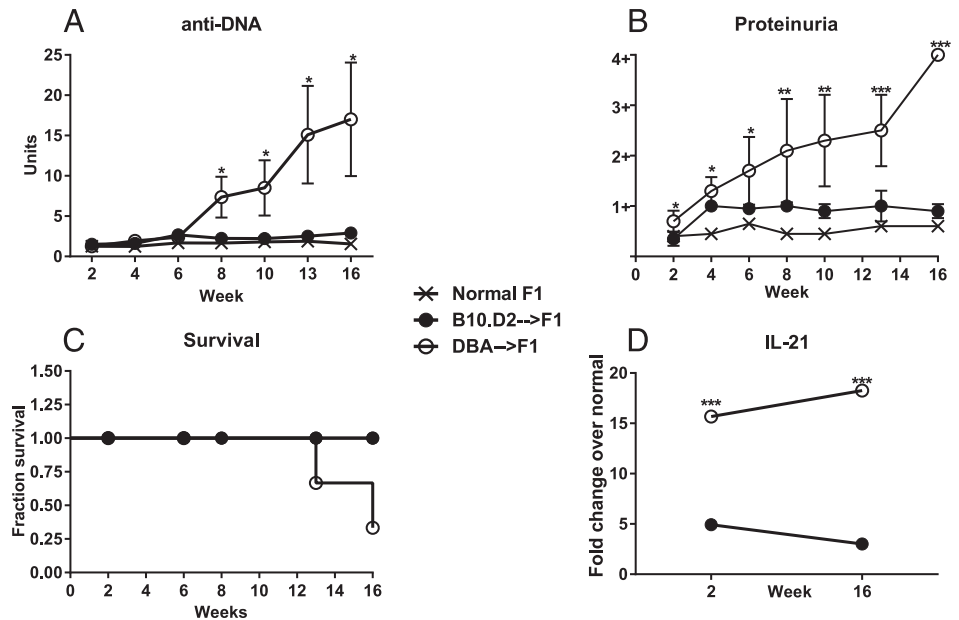 A
anti-DNA
25
20
15
10
5
0
Units
* * * *
2 4 6 8 10 13 16
Week
B
Proteinuria
4+
3+
2+
1+
* * * ** ** *** ***
0 2 4 6 8 10 12 14 16
Week
Normal F1
B10.D2-->F1
DBA-->F1
C
Survival
1.50
1.25
1.00
0.75
0.50
0.25
0.00
Fraction survival
0 2 4 6 8 10 12 14 16
Weeks
D
IL-21
20
15
10
5
0
Fold change over normal
*** ***
2 16
Week